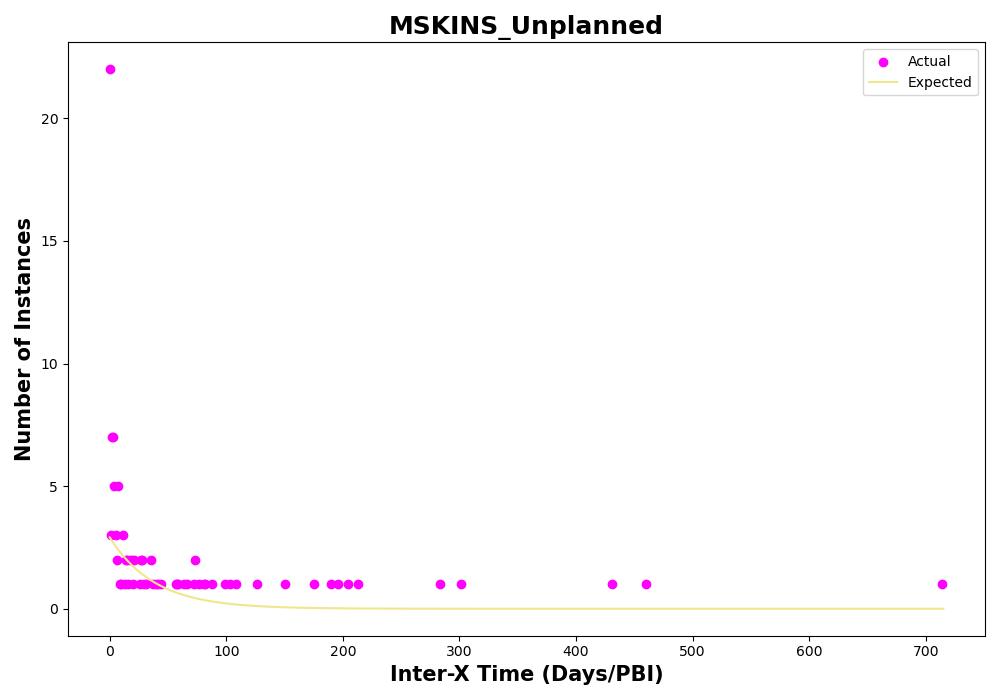 MSKINS_Unplanned
Actual
Expected
Number of Instances
20
15
10
5
0
0 100 200 300 400 500 600 700
Inter-X Time (Days/PBI)